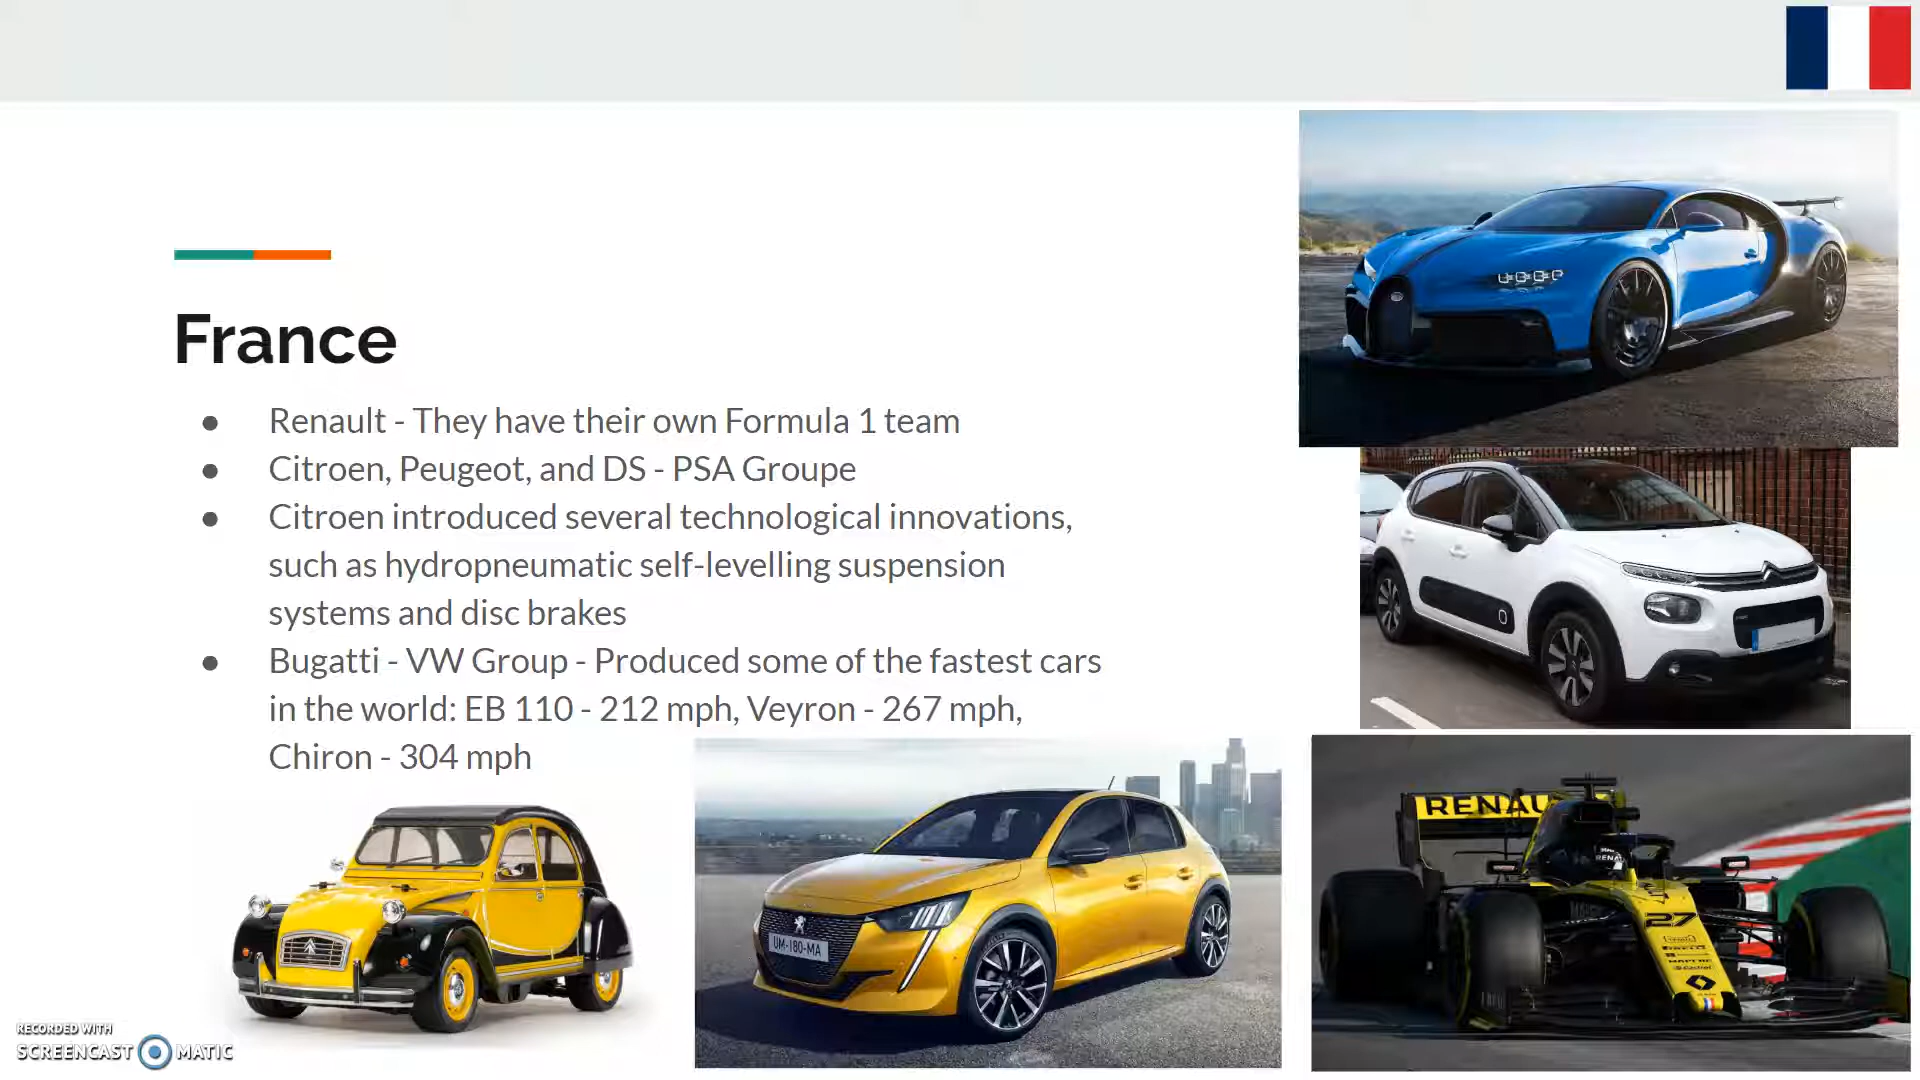 France
● Renault - They have their own Formula 1 team
● Citroen, Peugeot, and DS - PSA Groupe
● Citroen introduced several technological innovations,
such as hydropneumatic self-levelling suspension
systems and disc brakes
● Bugatti - VW Group - Produced some of the fastest cars
in the world: EB 110 - 212 mph, Veyron - 267 mph,
Chiron - 304 mph
UM-180-MA
RENAU
RENA
27
RECORDED WITH
SCREENCAST MATIC